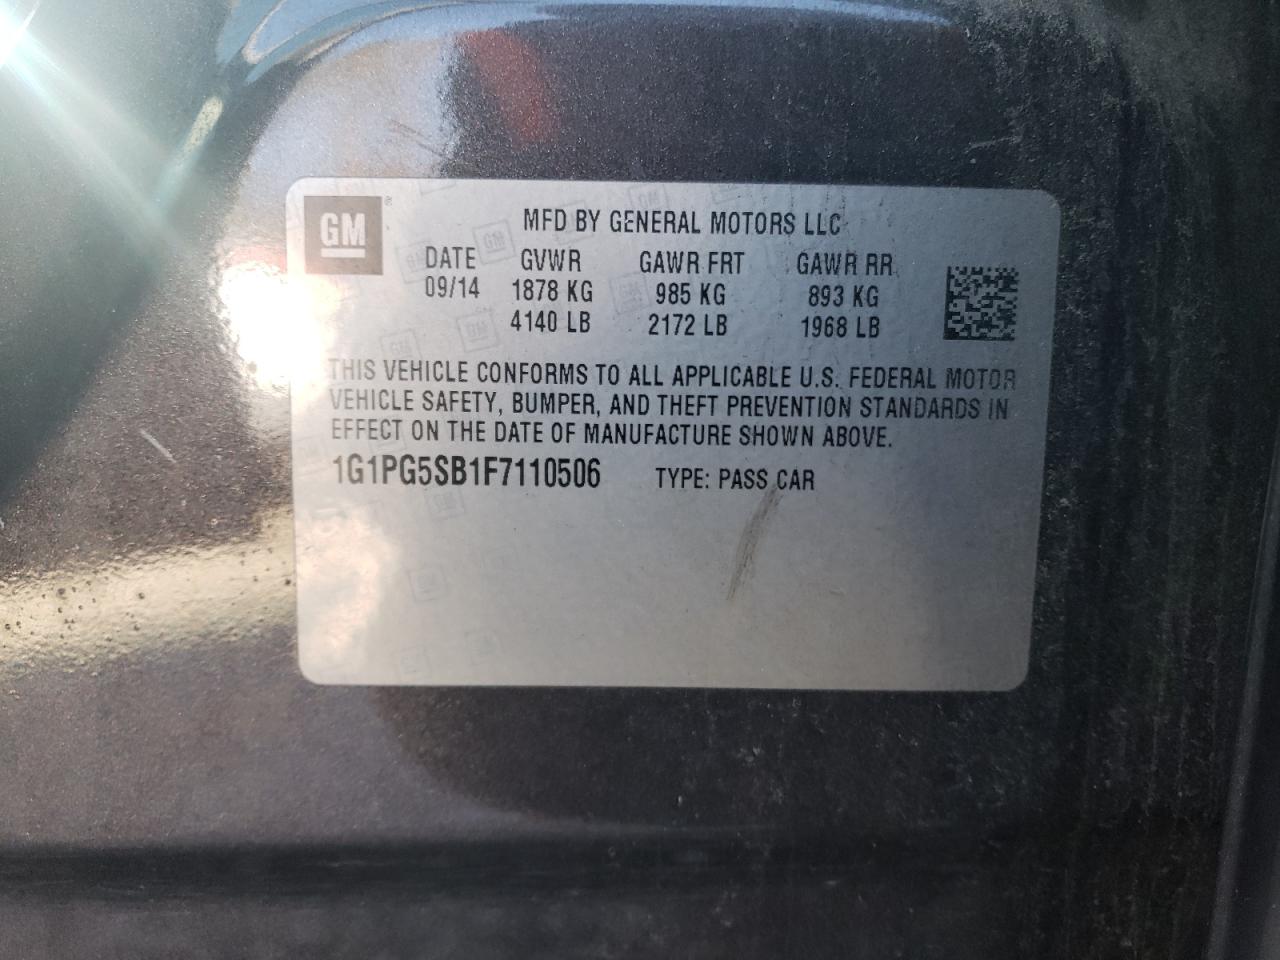 GM
MFD BY GENERAL MOTORS LLC
DATE GVWR GAWR FRT GAWR RR
09/14 1878 KG 985 KG 893 KG
4140 LB 2172 LB 1968 LB
THIS VEHICLE CONFORMS TO ALL APPLICABLE U.S. FEDERAL MOTOR
VEHICLE SAFETY, BUMPER, AND THEFT PREVENTION STANDARDS IN
EFFECT ON THE DATE OF MANUFACTURE SHOWN ABOVE.
1G1PG5SB1F7110506 TYPE: PASS CAR